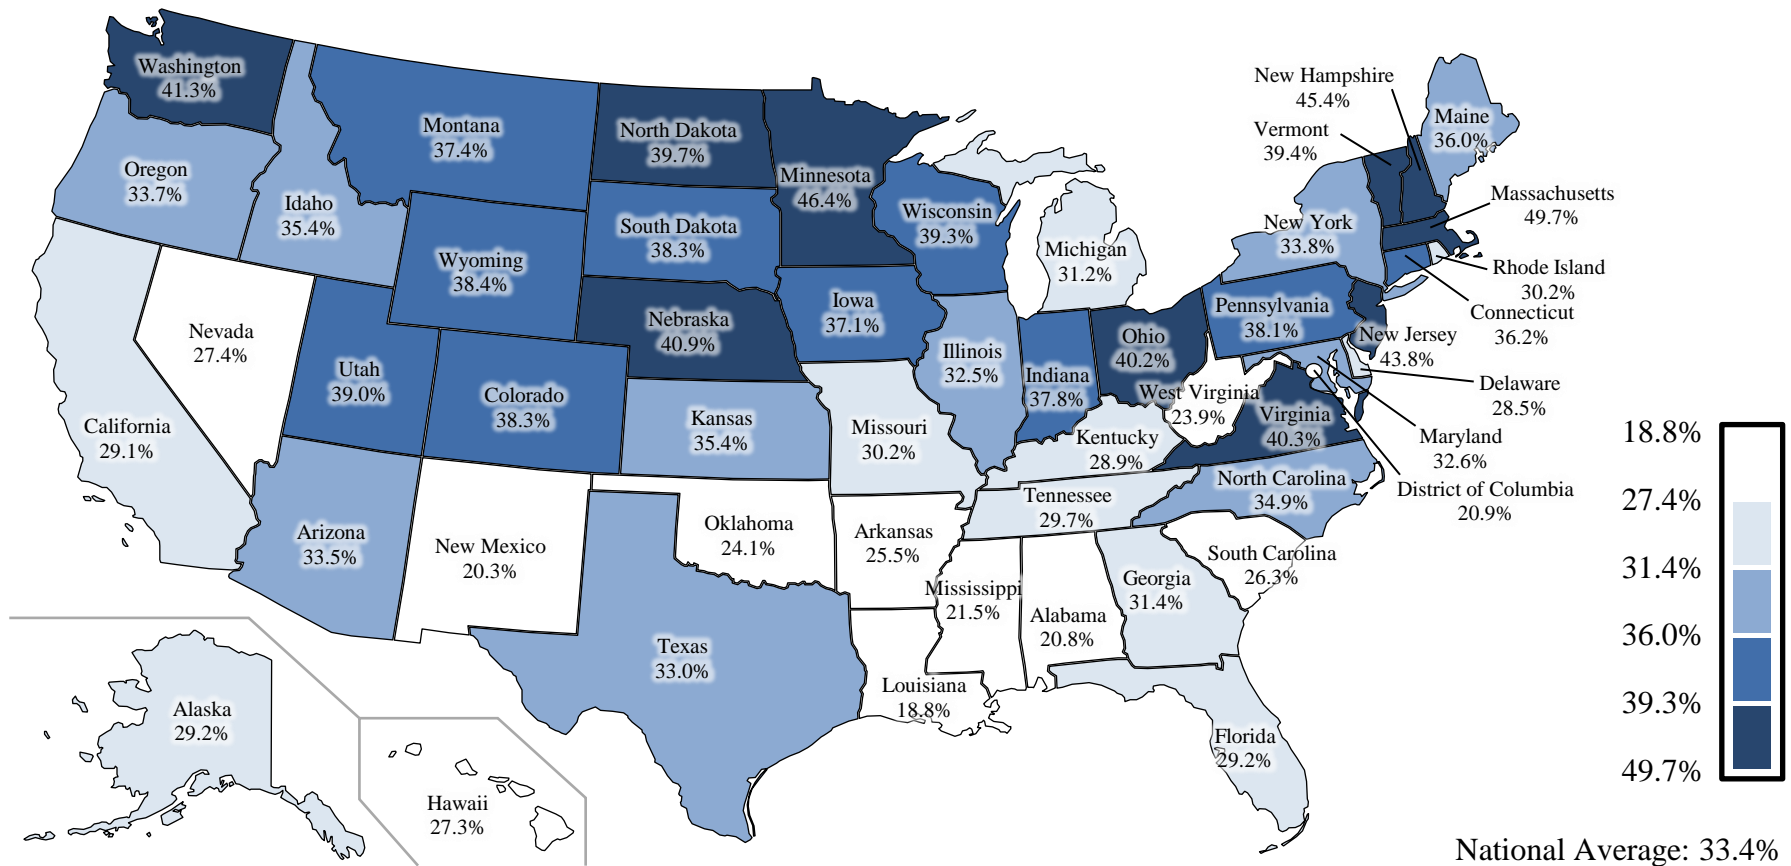 Washington
41.3%
Oregon
33.7%
Idaho
35.4%
Montana
37.4%
North Dakota
39.7%
Minnesota
46.4%
Wisconsin
39.3%
Michigan
31.2%
New Hampshire
45.4%
Vermont
39.4%
Maine
36.0%
Massachusetts
49.7%
New York
33.8%
Rhode Island
30.2%
Connecticut
36.2%
Pennsylvania
38.1%
New Jersey
43.8%
Delaware
28.5%
Maryland
32.6%
District of Columbia
20.9%
South Dakota
38.3%
Wyoming
38.4%
Nebraska
40.9%
Iowa
37.1%
Illinois
32.5%
Indiana
37.8%
Ohio
40.2%
West Virginia
23.9%
Virginia
40.3%
Nevada
27.4%
Utah
39.0%
Colorado
38.3%
Kansas
35.4%
Missouri
30.2%
Kentucky
28.9%
California
29.1%
Arizona
33.5%
New Mexico
20.3%
Oklahoma
24.1%
Arkansas
25.5%
Tennessee
29.7%
North Carolina
34.9%
South Carolina
26.3%
Georgia
31.4%
Mississippi
21.5%
Alabama
20.8%
Texas
33.0%
Louisiana
18.8%
Florida
29.2%
Alaska
29.2%
Hawaii
27.3%
18.8%
27.4%
31.4%
36.0%
39.3%
49.7%
National Average: 33.4%